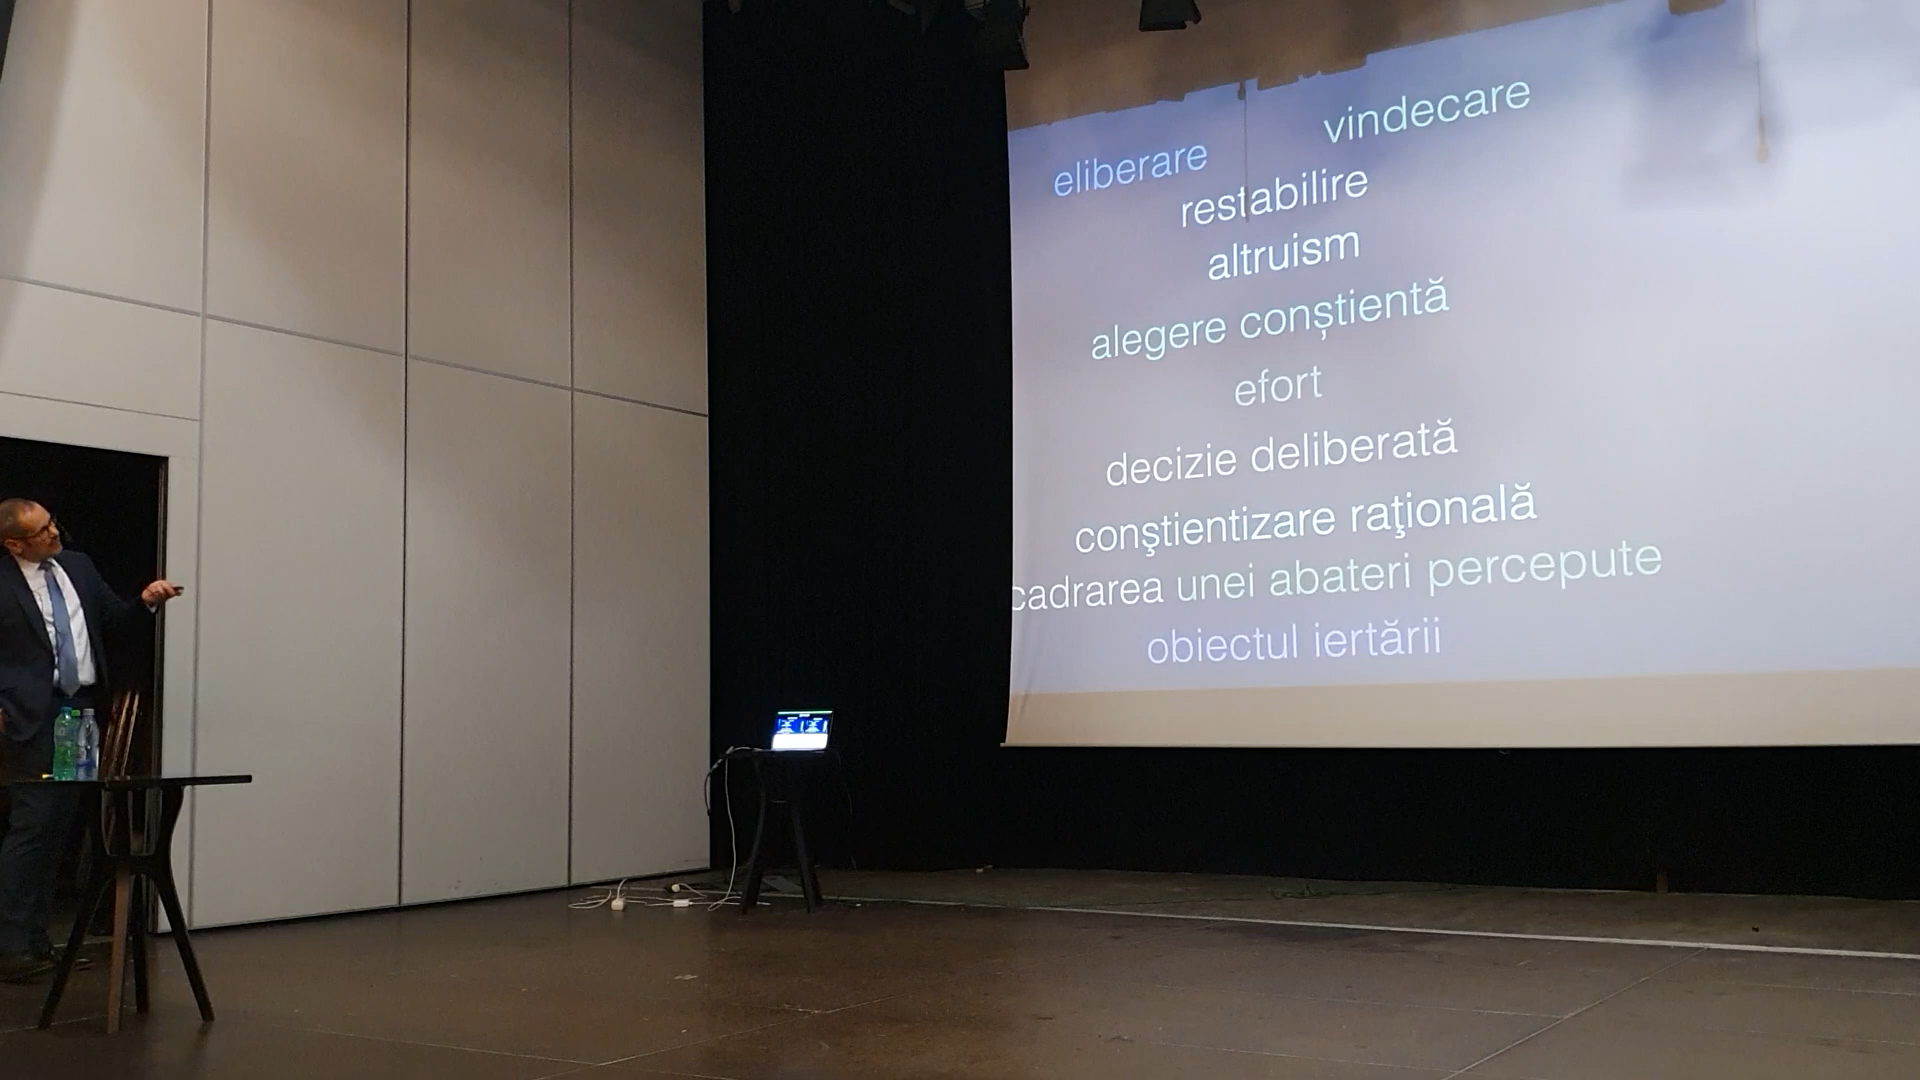 vindecare
eliberare
restabilire
altruism
alegere conștientă
efort
decizie deliberată
conştientizare raţională
cadrarea unei abateri percepute
obiectul iertării